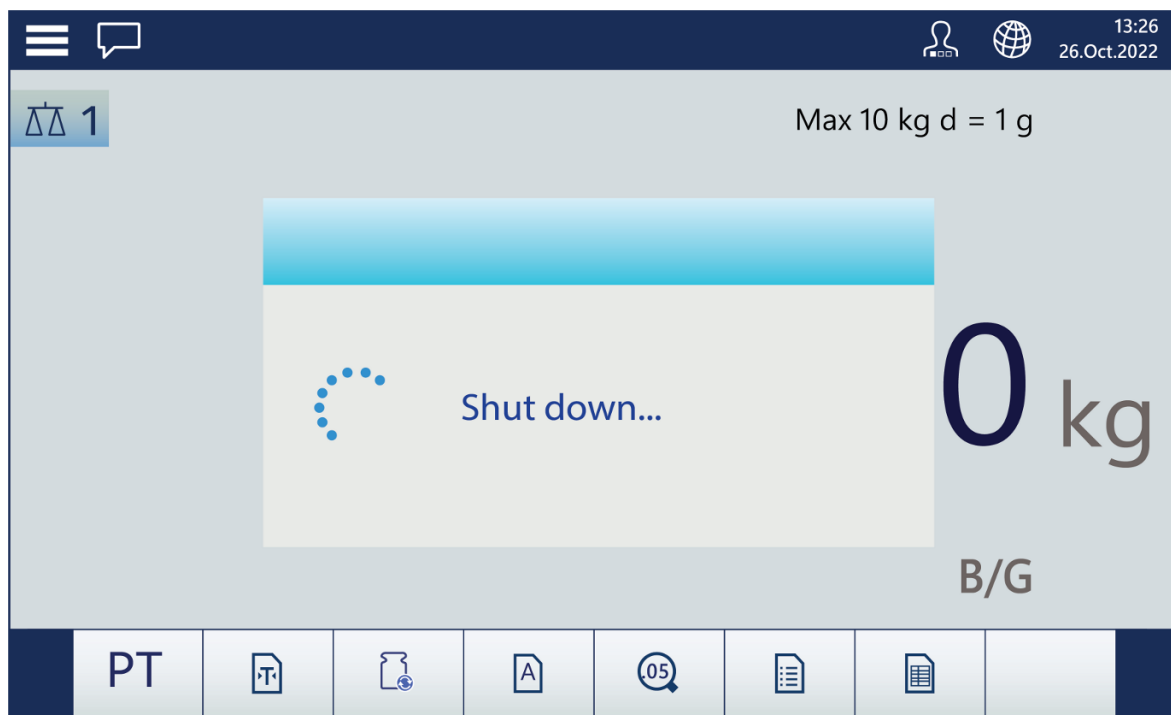 13:26
26.Oct.2022
1
Max 10 kg d = 1 g
Shut down...
0 kg
B/G
PT
T
A
.05